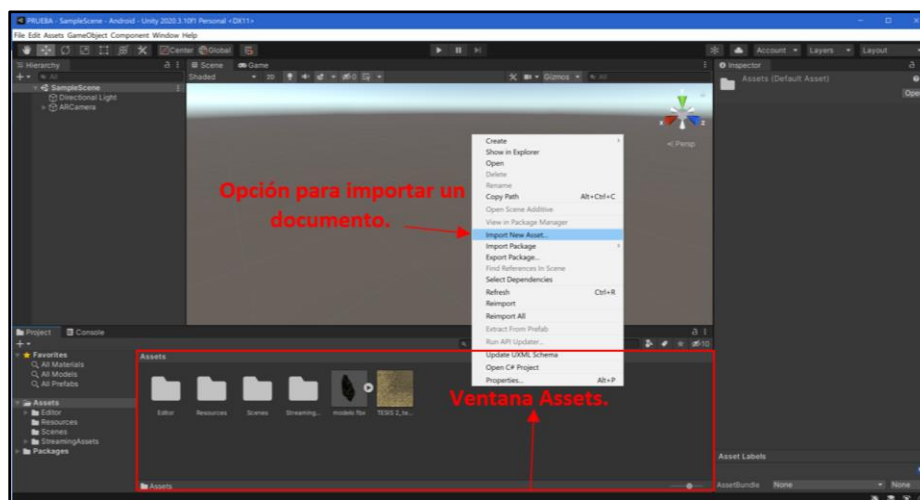 PRUEBA - SampleScene - Android - Unity 2020.3.10f1 Personal <DX11>
File Edit Assets GameObject Component Window Help
Center Global
Account Layers Layout
Hierarchy
Scene Game
Inspector
All
Shaded 2D Gizmos All
SampleScene
Directional Light
ARCamera
Assets (Default Asset)
Open
Persp
Create
Show in Explorer
Open
Delete
Rename
Copy Path Alt+Ctrl+C
Open Scene Additive
View in Package Manager
Import New Asset...
Import Package
Export Package...
Find References In Scene
Select Dependencies
Refresh Ctrl+R
Reimport
Reimport All
Extract From Prefab
Run API Updater...
Update UXML Schema
Open C# Project
Properties... Alt+P
Opción para importar un
documento.
Project Console
Favorites
All Materials
All Models
All Prefabs
Assets
Editor
Resources
Scenes
StreamingAssets
Packages
Assets
Editor Resources Scenes Streaming... modelo fbx TESIS 2_te...
Ventana Assets.
Assets
Asset Labels
AssetBundle None None